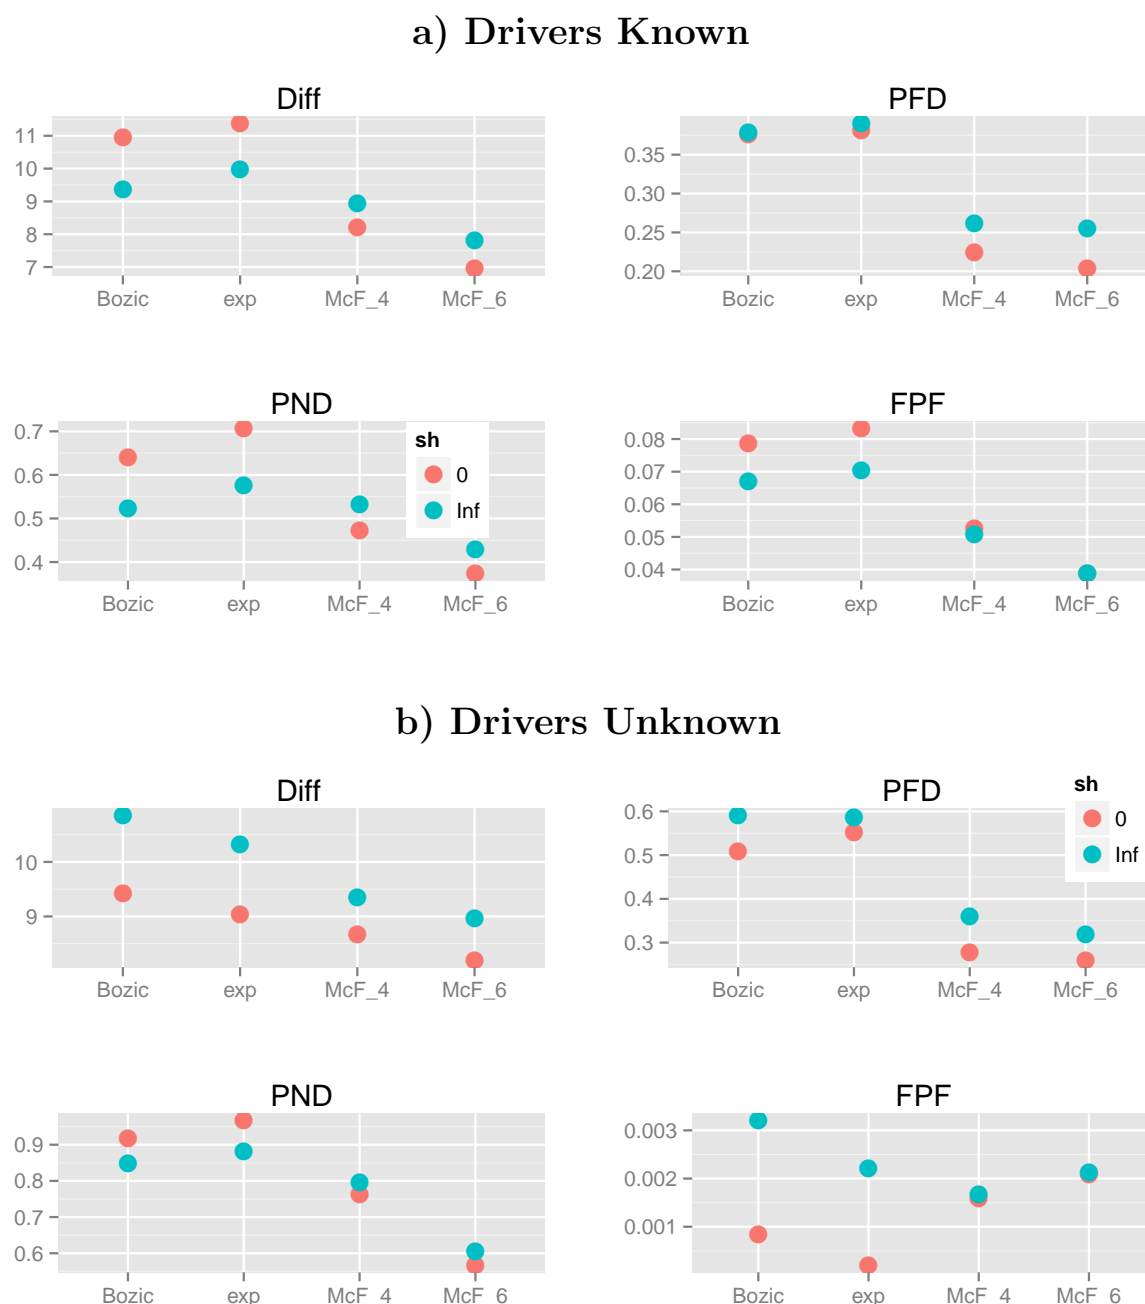 a) Drivers Known
Diff
11
10
9
8
7
Bozic exp McF_4 McF_6
PFD
0.35
0.30
0.25
0.20
Bozic exp McF_4 McF_6
PND
0.7
0.6
0.5
0.4
sh
0
Inf
Bozic exp McF_4 McF_6
FPF
0.08
0.07
0.06
0.05
0.04
Bozic exp McF_4 McF_6
b) Drivers Unknown
Diff
10
9
Bozic exp McF_4 McF_6
PFD
0.6
0.5
0.4
0.3
sh
0
Inf
Bozic exp McF_4 McF_6
PND
0.9
0.8
0.7
0.6
Bozic exp McF_4 McF_6
FPF
0.003
0.002
0.001
Bozic exp McF_4 McF_6